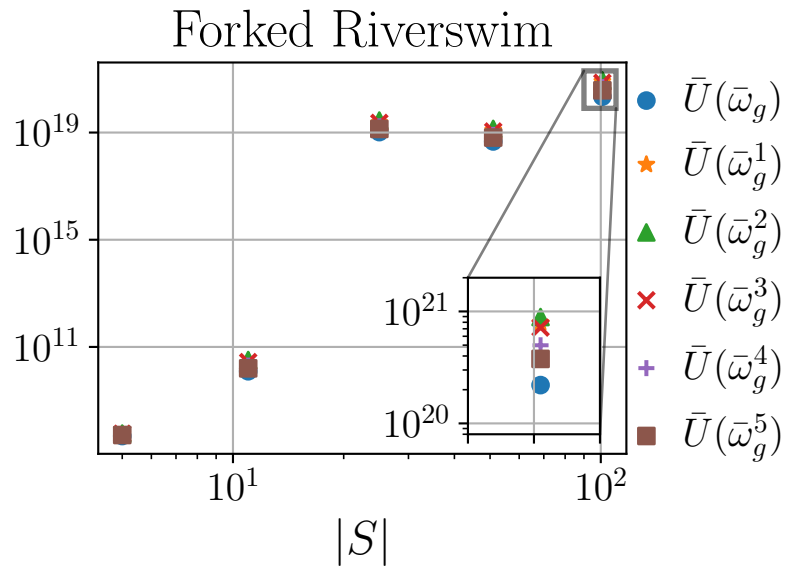 Forked Riverswim
10^19
10^15
10^11
10^1
10^2
|S|
10^21
10^20
Ū(ω̄_g)
Ū(ω̄_g^1)
Ū(ω̄_g^2)
Ū(ω̄_g^3)
Ū(ω̄_g^4)
Ū(ω̄_g^5)